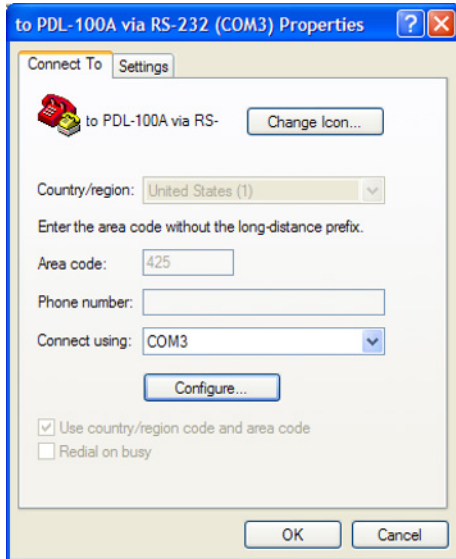 to PDL-100A via RS-232 (COM3) Properties
Connect To
Settings
to PDL-100A via RS-
Change Icon...
Country/region:
United States (1)
Enter the area code without the long-distance prefix.
Area code:
425
Phone number:
Connect using:
COM3
Configure...
Use country/region code and area code
Redial on busy
OK
Cancel